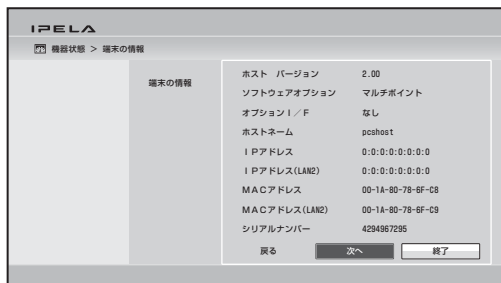 IPELA
機器状態 > 端末の情報
端末の情報
ホスト バージョン 2.00
ソフトウェアオプション マルチポイント
オプションI／F なし
ホストネーム pcshost
IPアドレス 0:0:0:0:0:0:0:0
IPアドレス(LAN2) 0:0:0:0:0:0:0:0
MACアドレス 00-1A-80-78-6F-C8
MACアドレス(LAN2) 00-1A-80-78-6F-C9
シリアルナンバー 4294967295
戻る 次へ 終了